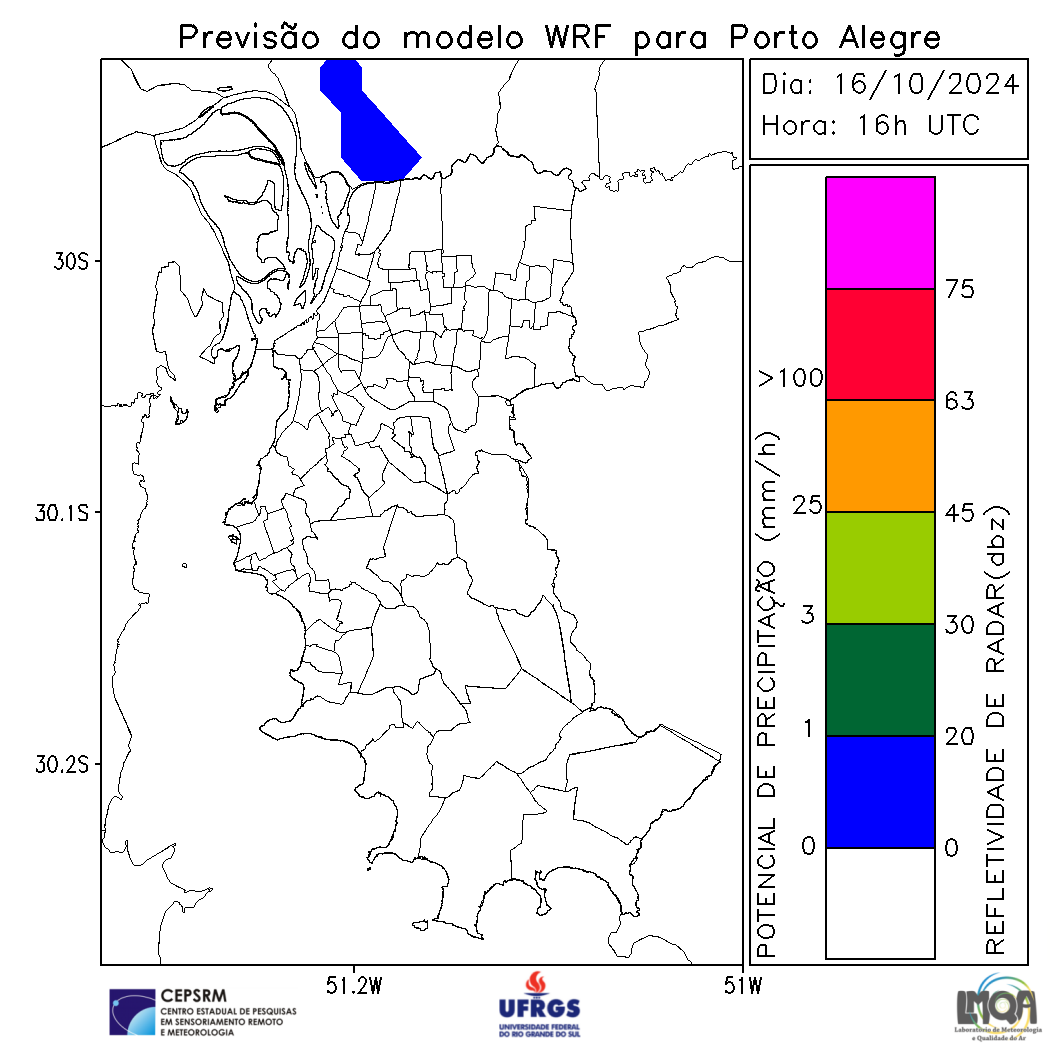 Previsão do modelo WRF para Porto Alegre
Dia: 16/10/2024
Hora: 16h UTC
30S
30.1S
30.2S
51.2W
51W
POTENCIAL DE PRECIPITAÇÃO (mm/h)
>100
25
3
1
0
75
63
45
30
20
0
REFLETIVIDADE DE RADAR(dbz)
CEPSRM
CENTRO ESTADUAL DE PESQUISAS
EM SENSORIAMENTO REMOTO
E METEOROLOGIA
UFRGS
UNIVERSIDADE FEDERAL
DO RIO GRANDE DO SUL
LMQA
Laboratório de Meteorologia
e Qualidade do Ar